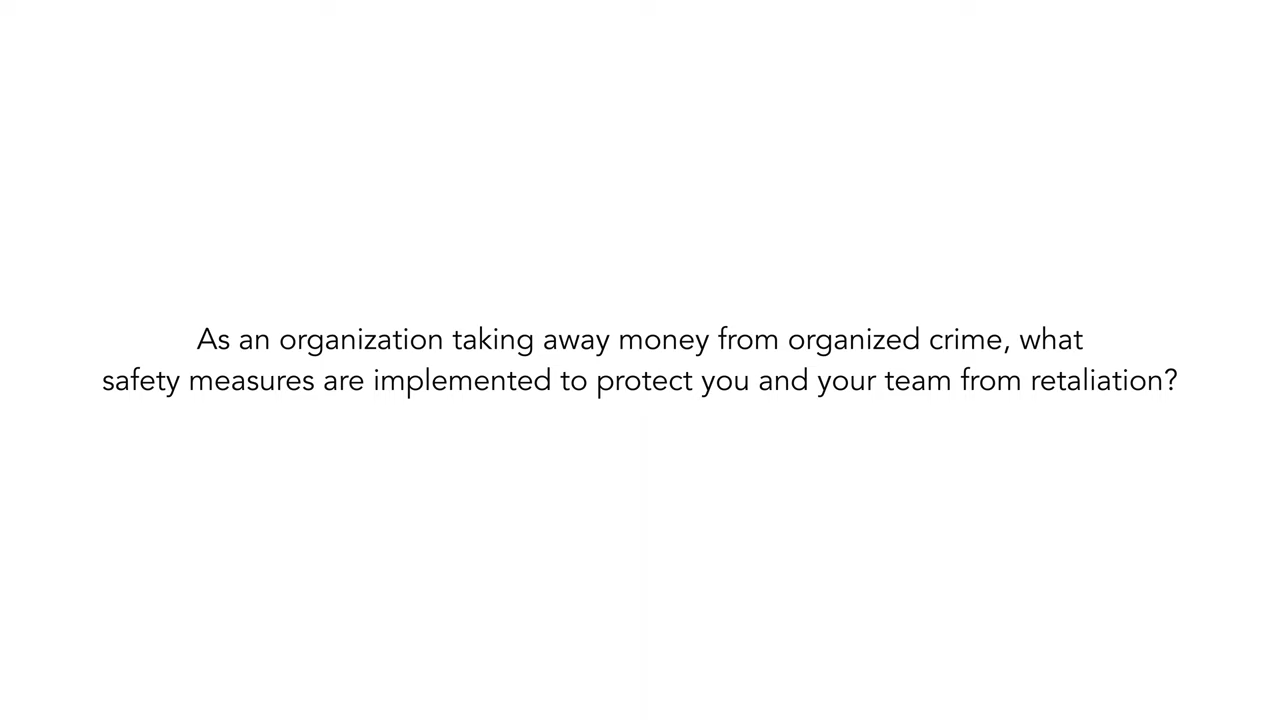 As an organization taking away money from organized crime, what
safety measures are implemented to protect you and your team from retaliation?